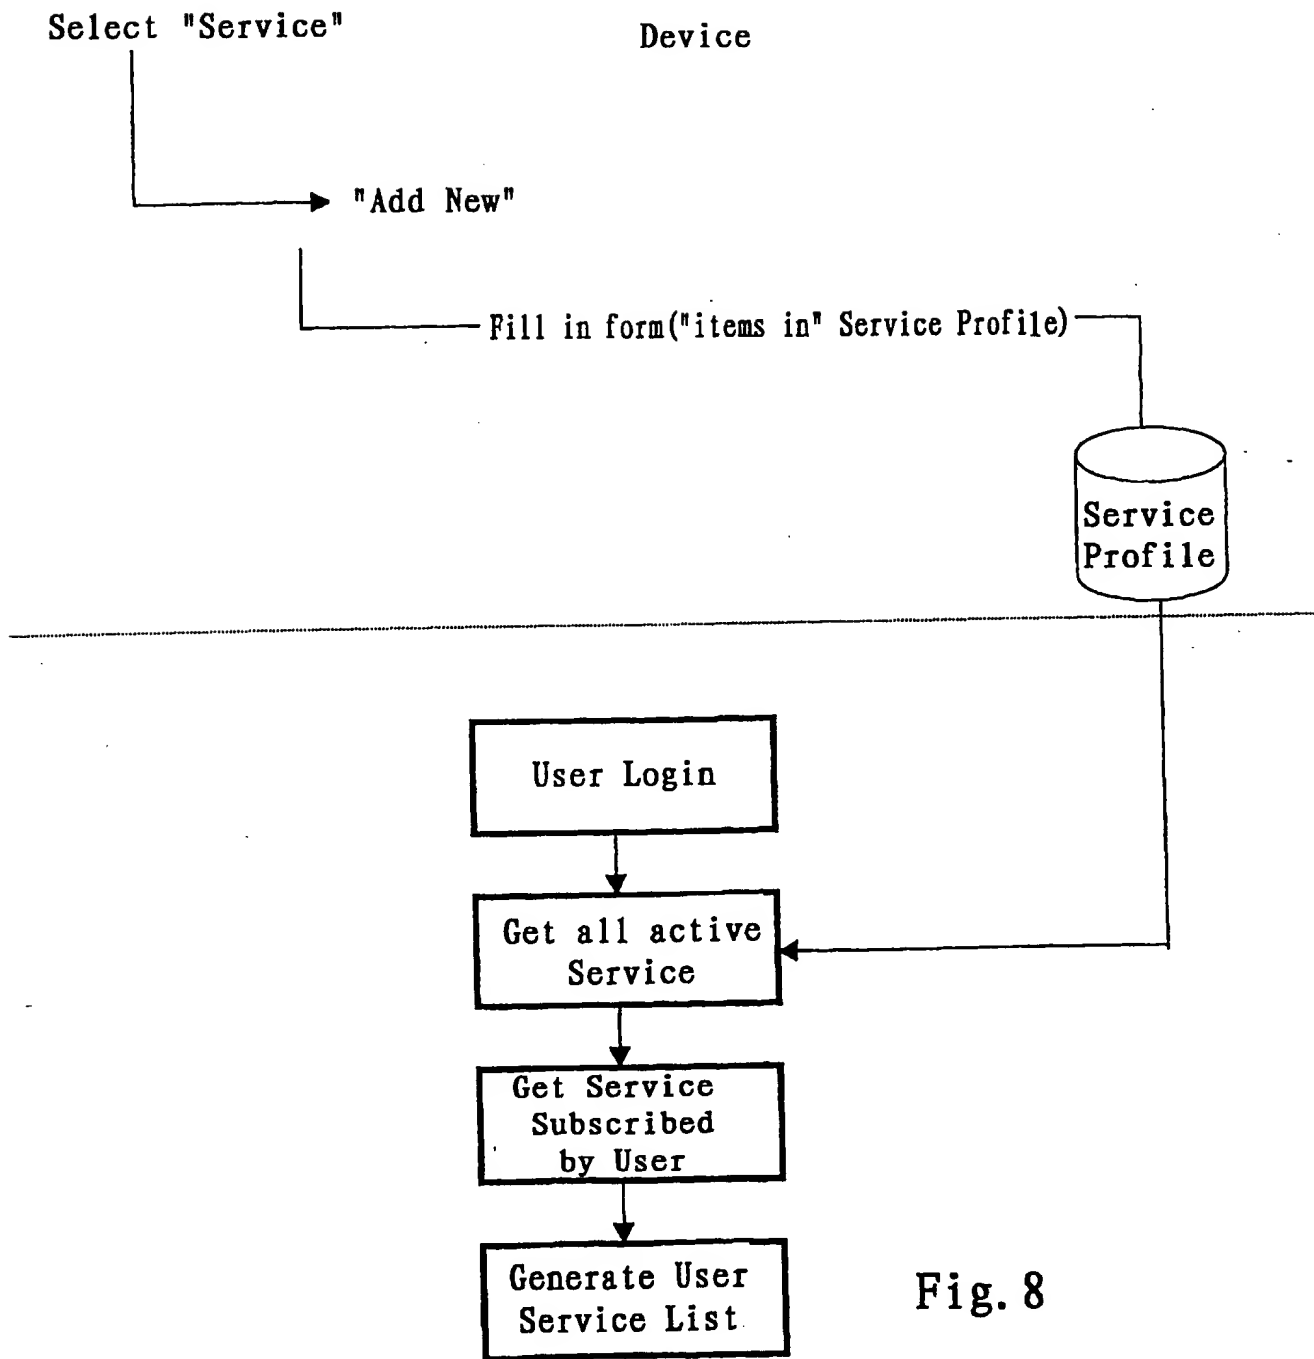 Select "Service"
Device
"Add New"
Fill in form("items in" Service Profile)
Service
Profile
User Login
Get all active
Service
Get Service
Subscribed
by User
Generate User
Service List
Fig. 8